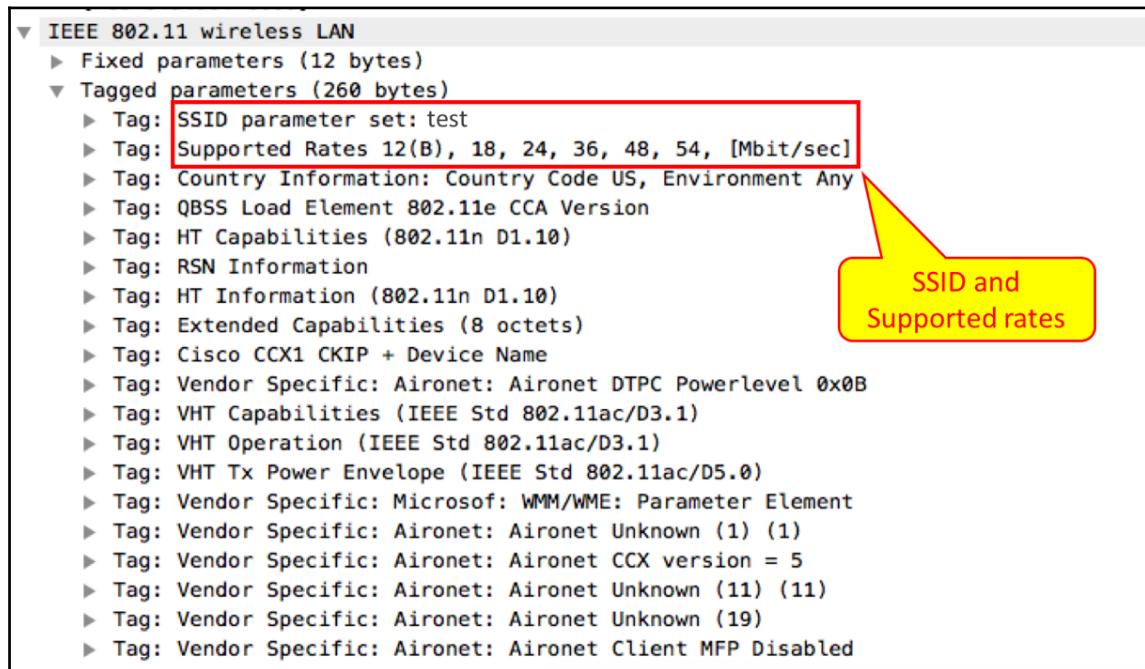 IEEE 802.11 wireless LAN
Fixed parameters (12 bytes)
Tagged parameters (260 bytes)
Tag: SSID parameter set: test
Tag: Supported Rates 12(B), 18, 24, 36, 48, 54, [Mbit/sec]
Tag: Country Information: Country Code US, Environment Any
Tag: QBSS Load Element 802.11e CCA Version
Tag: HT Capabilities (802.11n D1.10)
Tag: RSN Information
Tag: HT Information (802.11n D1.10)
Tag: Extended Capabilities (8 octets)
Tag: Cisco CCX1 CKIP + Device Name
Tag: Vendor Specific: Aironet: Aironet DTPC Powerlevel 0x0B
Tag: VHT Capabilities (IEEE Std 802.11ac/D3.1)
Tag: VHT Operation (IEEE Std 802.11ac/D3.1)
Tag: VHT Tx Power Envelope (IEEE Std 802.11ac/D5.0)
Tag: Vendor Specific: Microsof: WMM/WME: Parameter Element
Tag: Vendor Specific: Aironet: Aironet Unknown (1) (1)
Tag: Vendor Specific: Aironet: Aironet CCX version = 5
Tag: Vendor Specific: Aironet: Aironet Unknown (11) (11)
Tag: Vendor Specific: Aironet: Aironet Unknown (19)
Tag: Vendor Specific: Aironet: Aironet Client MFP Disabled
SSID and
Supported rates